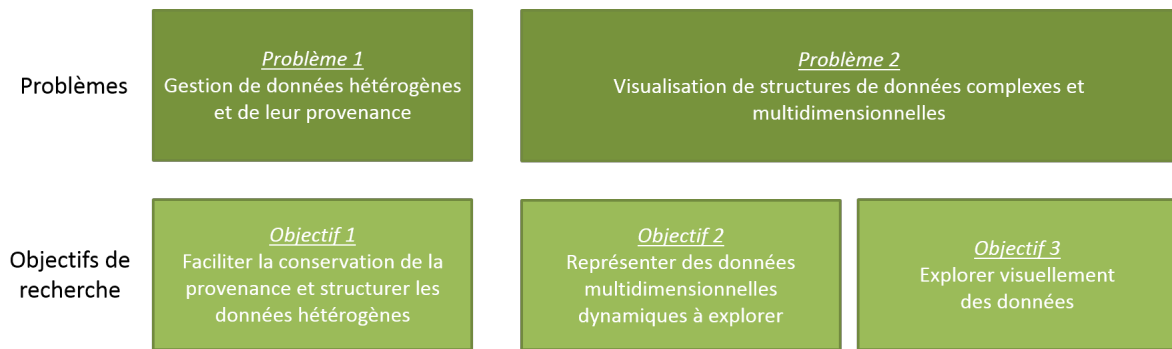 Problèmes
Problème 1
Gestion de données hétérogènes
et de leur provenance
Problème 2
Visualisation de structures de données complexes et
multidimensionnelles
Objectifs de
recherche
Objectif 1
Faciliter la conservation de la
provenance et structurer les
données hétérogènes
Objectif 2
Représenter des données
multidimensionnelles
dynamiques à explorer
Objectif 3
Explorer visuellement
des données